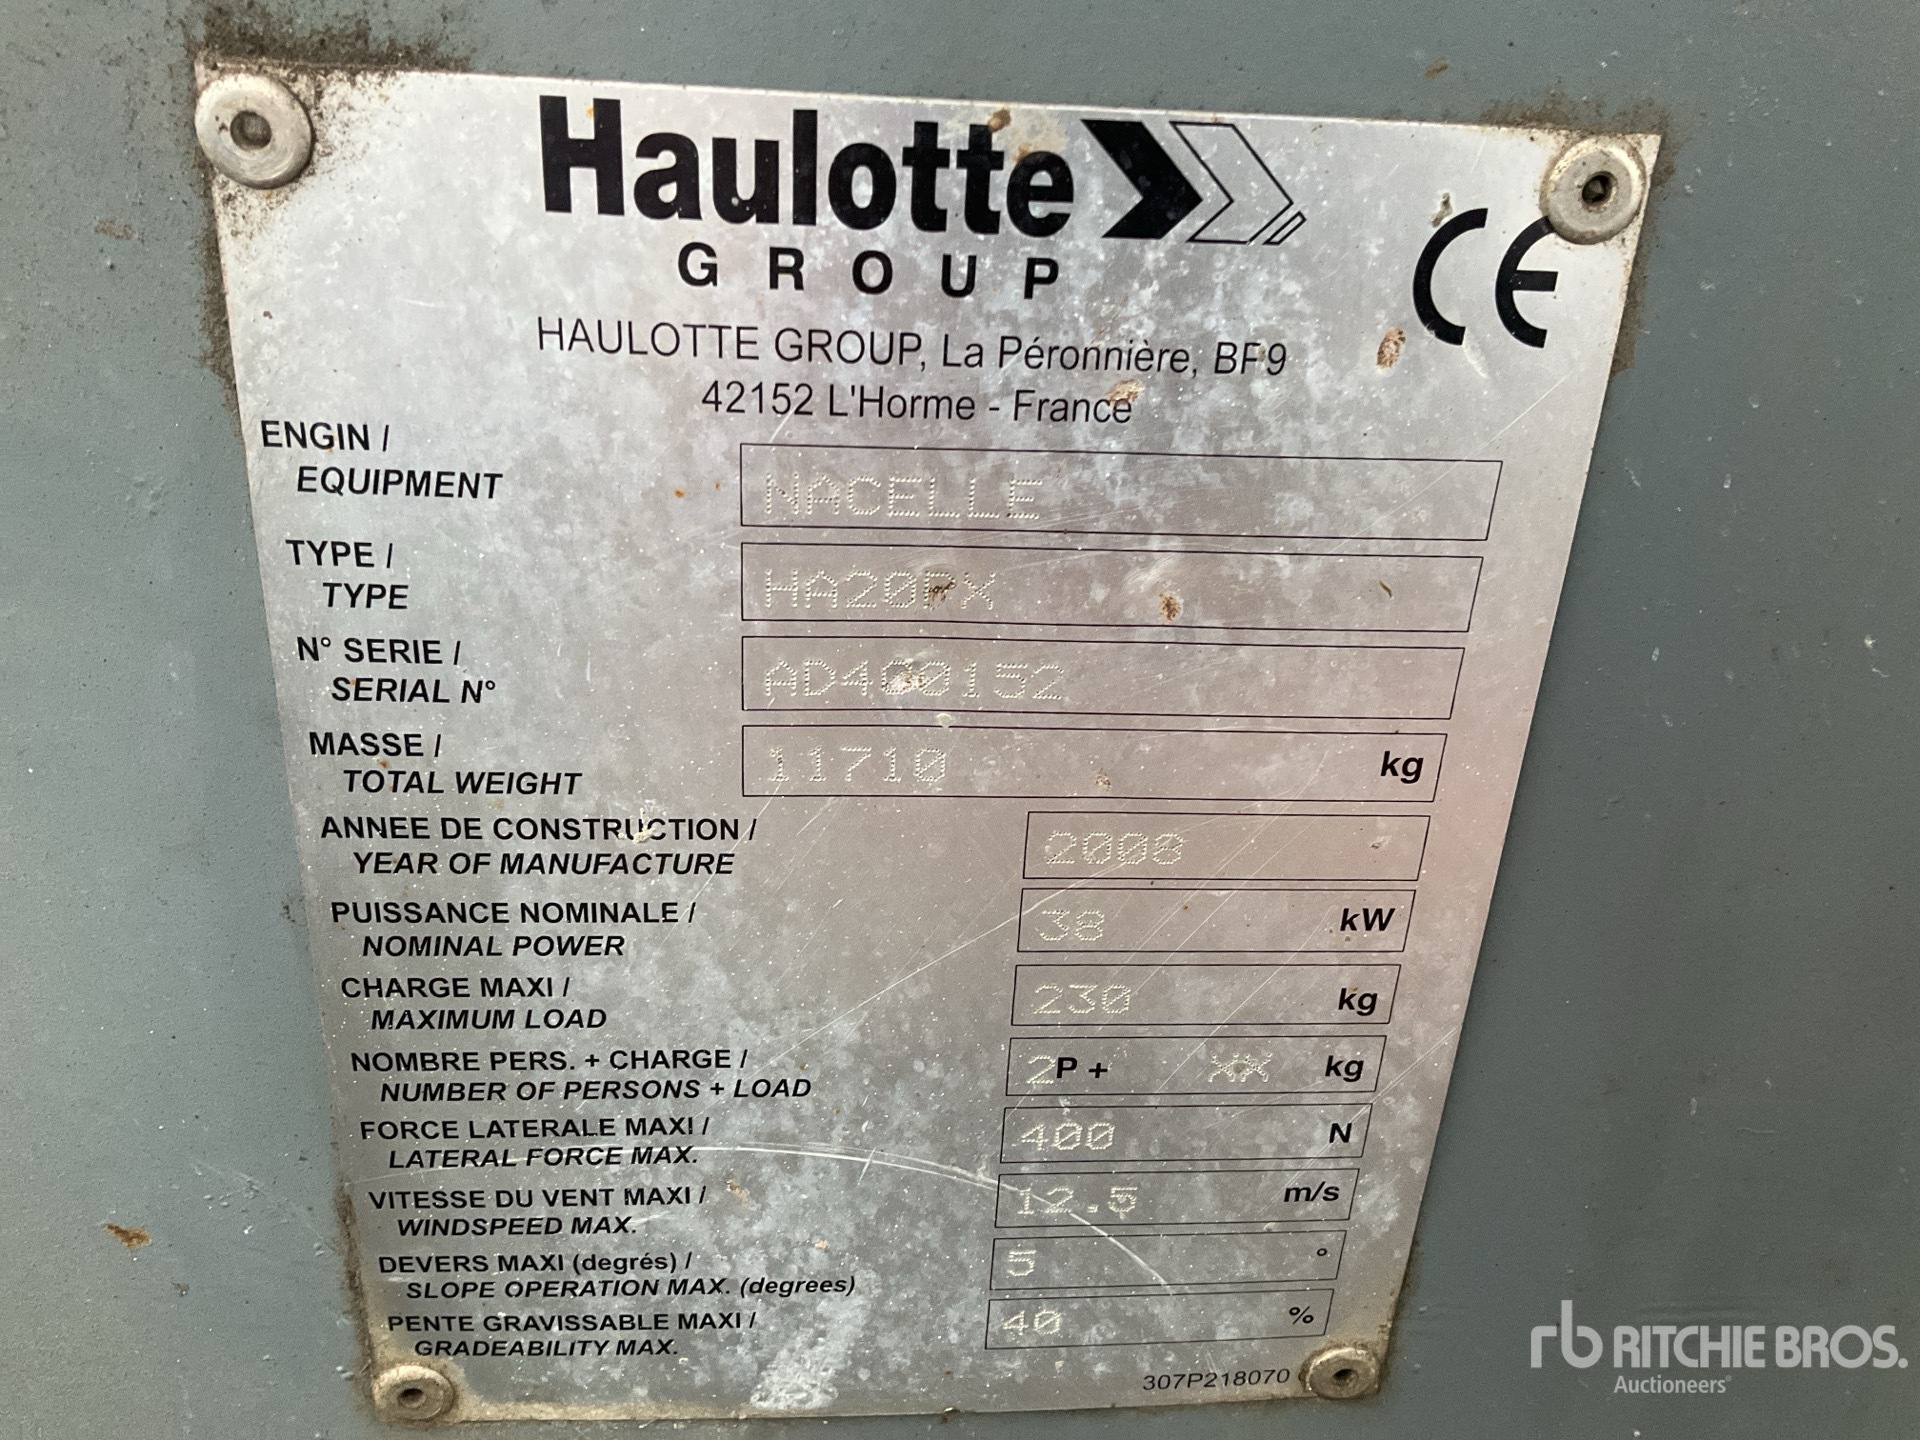 Haulotte
GROUP
CE
HAULOTTE GROUP, La Péronnière, BP9
42152 L'Horme - France
ENGIN /
EQUIPMENT
NACELLE
TYPE /
TYPE
HA20PX
N° SERIE /
SERIAL N°
AD400152
MASSE /
TOTAL WEIGHT
11710 kg
ANNEE DE CONSTRUCTION /
YEAR OF MANUFACTURE
2008
PUISSANCE NOMINALE /
NOMINAL POWER
38 kW
CHARGE MAXI /
MAXIMUM LOAD
230 kg
NOMBRE PERS. + CHARGE /
NUMBER OF PERSONS + LOAD
2P + XX kg
FORCE LATERALE MAXI /
LATERAL FORCE MAX.
400 N
VITESSE DU VENT MAXI /
WINDSPEED MAX.
12.5 m/s
DEVERS MAXI (degrés) /
SLOPE OPERATION MAX. (degrees)
5 °
PENTE GRAVISSABLE MAXI /
GRADEABILITY MAX.
40 %
307P218070
rb RITCHIE BROS.
Auctioneers